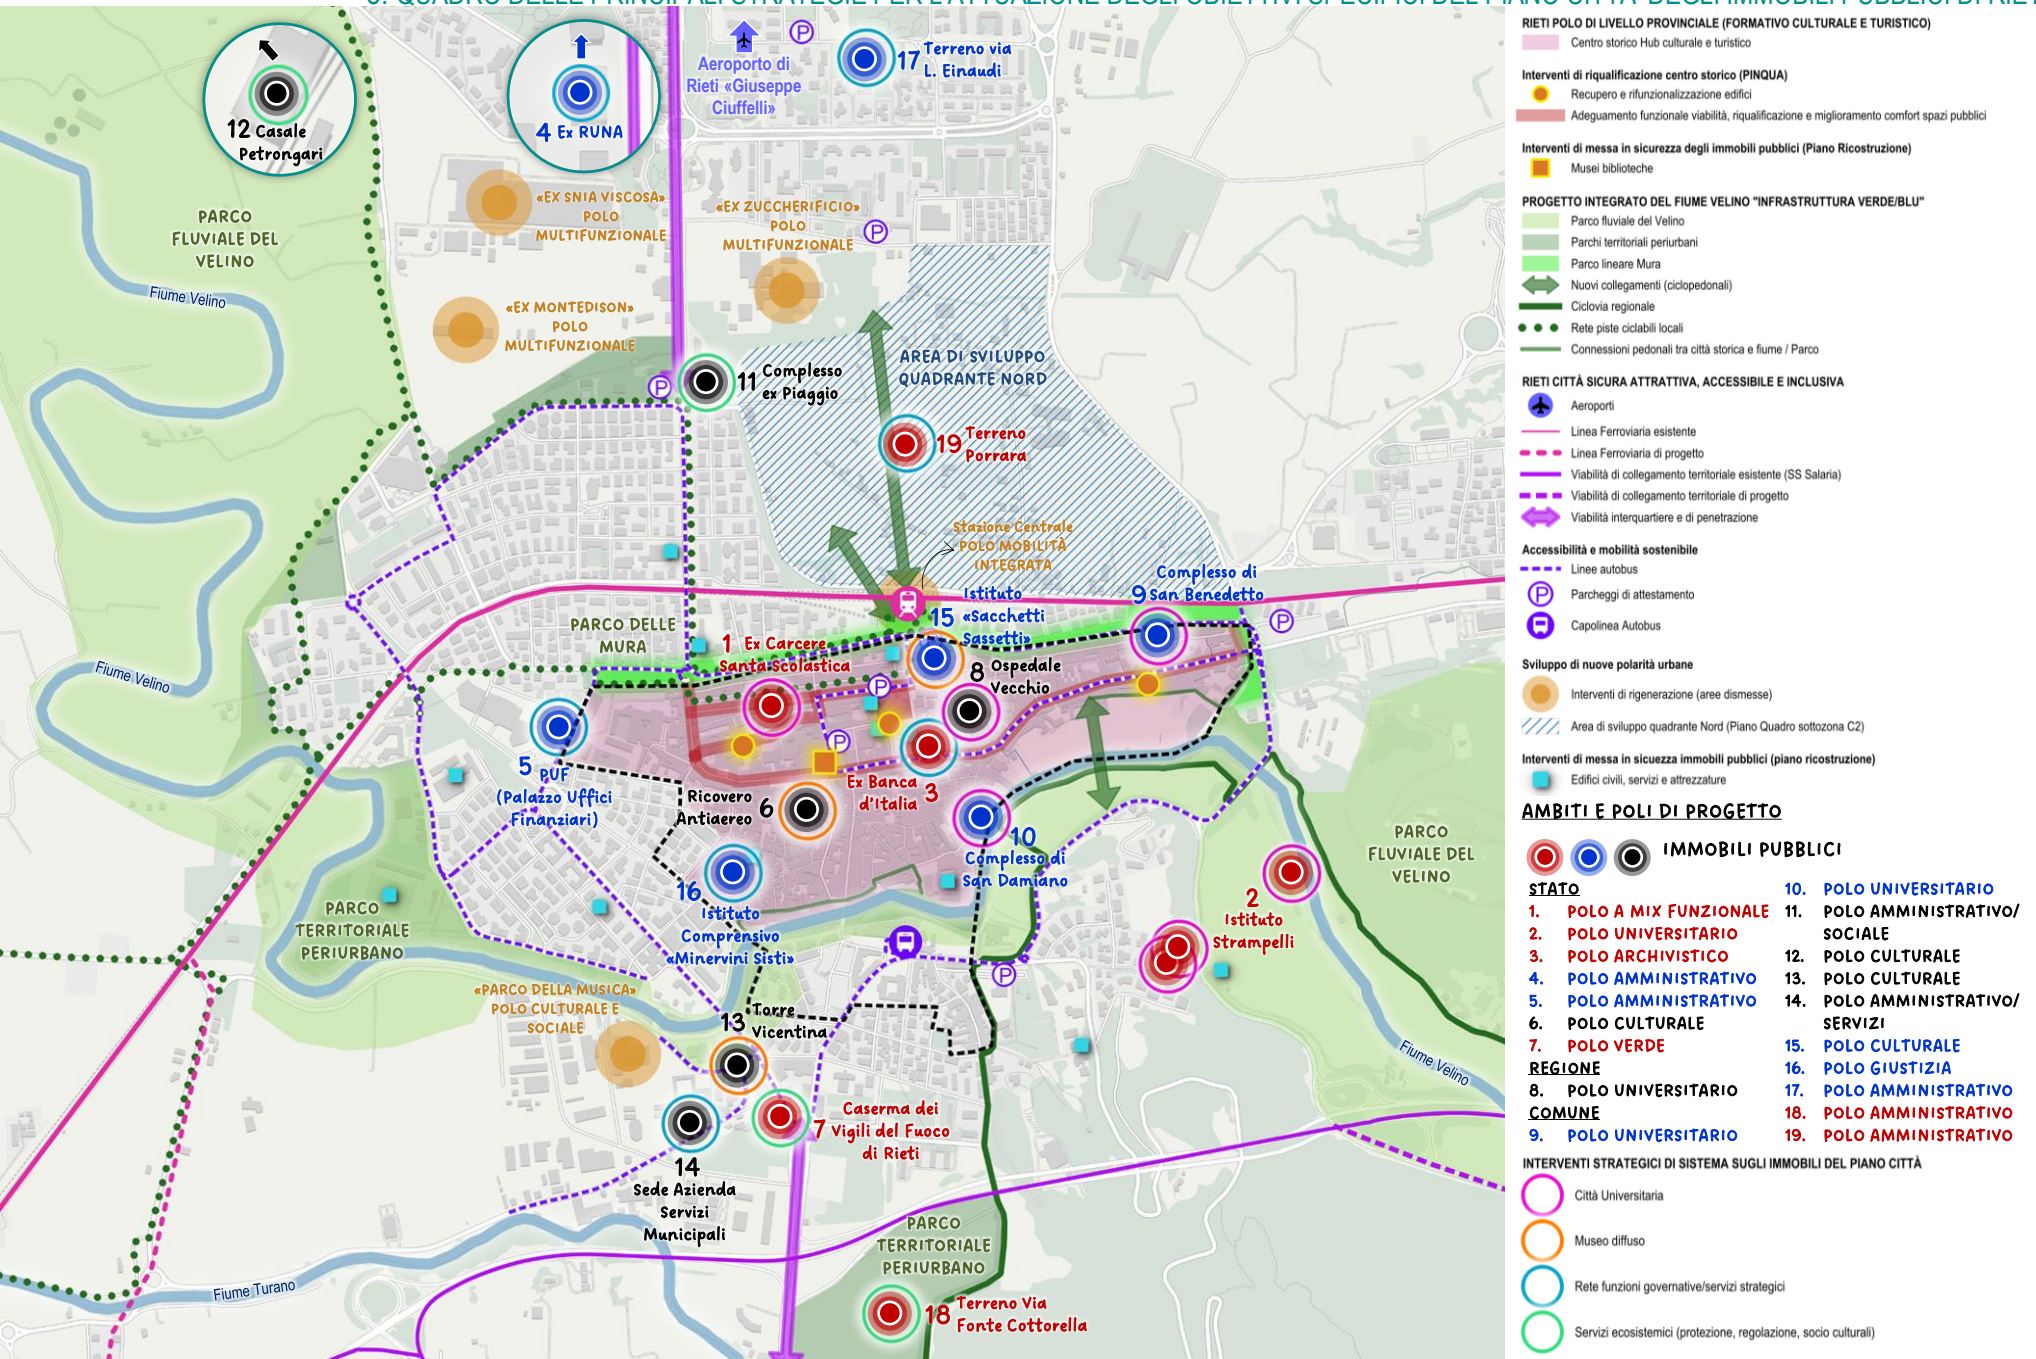 3. QUADRO DELLE PRINCIPALI STRATEGIE PER L'ATTUAZIONE DEGLI OBIETTIVI SPECIFICI DEL PIANO CITTA' DEGLI IMMOBILI PUBBLICI DI RIETI
12 Casale
Petrongari
4 Ex RUNA
Aeroporto di
Rieti «Giuseppe
Ciuffelli»
P
17 Terreno via
L. Einaudi
PARCO
FLUVIALE DEL
VELINO
Fiume Velino
«EX SNIA VISCOSA»
POLO
MULTIFUNZIONALE
«EX ZUCCHERIFICIO»
POLO
MULTIFUNZIONALE
P
«EX MONTEDISON»
POLO
MULTIFUNZIONALE
P
11 Complesso
ex Piaggio
AREA DI SVILUPPO
QUADRANTE NORD
19 Terreno
Porrara
Stazione Centrale
POLO MOBILITÀ
INTEGRATA
9 Complesso di
San Benedetto
P
15 Istituto
«Sacchetti
Sassetti»
PARCO DELLE
MURA
1 Ex Carcere
Santa Scolastica
8 Ospedale
Vecchio
P
P
Fiume Velino
5 PUF
(Palazzo Uffici
Finanziari)
Ricovero
Antiaereo
6
Ex Banca
d'Italia 3
10
Complesso di
San Damiano
16
Istituto
Comprensivo
«Minervini Sisti»
2
Istituto
Strampelli
PARCO
FLUVIALE DEL
VELINO
PARCO
TERRITORIALE
PERIURBANO
P
«PARCO DELLA MUSICA»
POLO CULTURALE E
SOCIALE
13 Torre
Vicentina
Fiume Velino
7 Caserma dei
Vigili del Fuoco
di Rieti
14
Sede Azienda
Servizi
Municipali
PARCO
TERRITORIALE
PERIURBANO
Fiume Turano
18 Terreno Via
Fonte Cottorella
RIETI POLO DI LIVELLO PROVINCIALE (FORMATIVO CULTURALE E TURISTICO)
Centro storico Hub culturale e turistico
Interventi di riqualificazione centro storico (PINQUA)
Recupero e rifunzionalizzazione edifici
Adeguamento funzionale viabilità, riqualificazione e miglioramento comfort spazi pubblici
Interventi di messa in sicurezza degli immobili pubblici (Piano Ricostruzione)
Musei biblioteche
PROGETTO INTEGRATO DEL FIUME VELINO "INFRASTRUTTURA VERDE/BLU"
Parco fluviale del Velino
Parchi territoriali periurbani
Parco lineare Mura
Nuovi collegamenti (ciclopedonali)
Ciclovia regionale
Rete piste ciclabili locali
Connessioni pedonali tra città storica e fiume / Parco
RIETI CITTÀ SICURA ATTRATTIVA, ACCESSIBILE E INCLUSIVA
Aeroporti
Linea Ferroviaria esistente
Linea Ferroviaria di progetto
Viabilità di collegamento territoriale esistente (SS Salaria)
Viabilità di collegamento territoriale di progetto
Viabilità interquartiere e di penetrazione
Accessibilità e mobilità sostenibile
Linee autobus
P Parcheggi di attestamento
Capolinea Autobus
Sviluppo di nuove polarità urbane
Interventi di rigenerazione (aree dismesse)
Area di sviluppo quadrante Nord (Piano Quadro sottozona C2)
Interventi di messa in sicuezza immobili pubblici (piano ricostruzione)
Edifici civili, servizi e attrezzature
AMBITI E POLI DI PROGETTO
IMMOBILI PUBBLICI
STATO
1. POLO A MIX FUNZIONALE
2. POLO UNIVERSITARIO
3. POLO ARCHIVISTICO
4. POLO AMMINISTRATIVO
5. POLO AMMINISTRATIVO
6. POLO CULTURALE
7. POLO VERDE
REGIONE
8. POLO UNIVERSITARIO
COMUNE
9. POLO UNIVERSITARIO
10. POLO UNIVERSITARIO
11. POLO AMMINISTRATIVO/
SOCIALE
12. POLO CULTURALE
13. POLO CULTURALE
14. POLO AMMINISTRATIVO/
SERVIZI
15. POLO CULTURALE
16. POLO GIUSTIZIA
17. POLO AMMINISTRATIVO
18. POLO AMMINISTRATIVO
19. POLO AMMINISTRATIVO
INTERVENTI STRATEGICI DI SISTEMA SUGLI IMMOBILI DEL PIANO CITTÀ
Città Universitaria
Museo diffuso
Rete funzioni governative/servizi strategici
Servizi ecosistemici (protezione, regolazione, socio culturali)